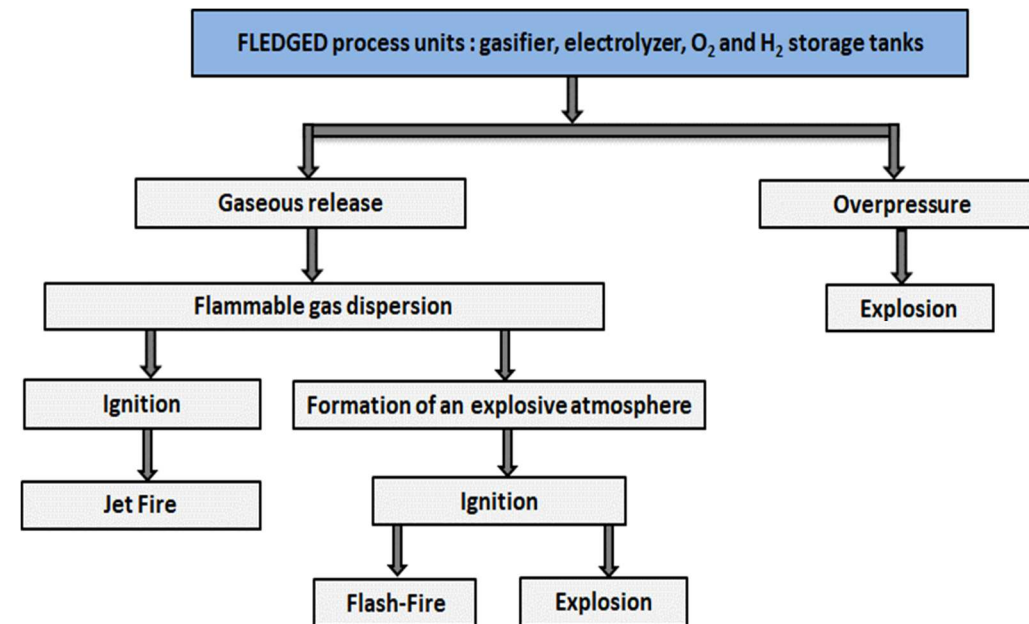 FLEDGED process units : gasifier, electrolyzer, O₂ and H₂ storage tanks
Gaseous release
Overpressure
Flammable gas dispersion
Explosion
Ignition
Formation of an explosive atmosphere
Jet Fire
Ignition
Flash-Fire
Explosion